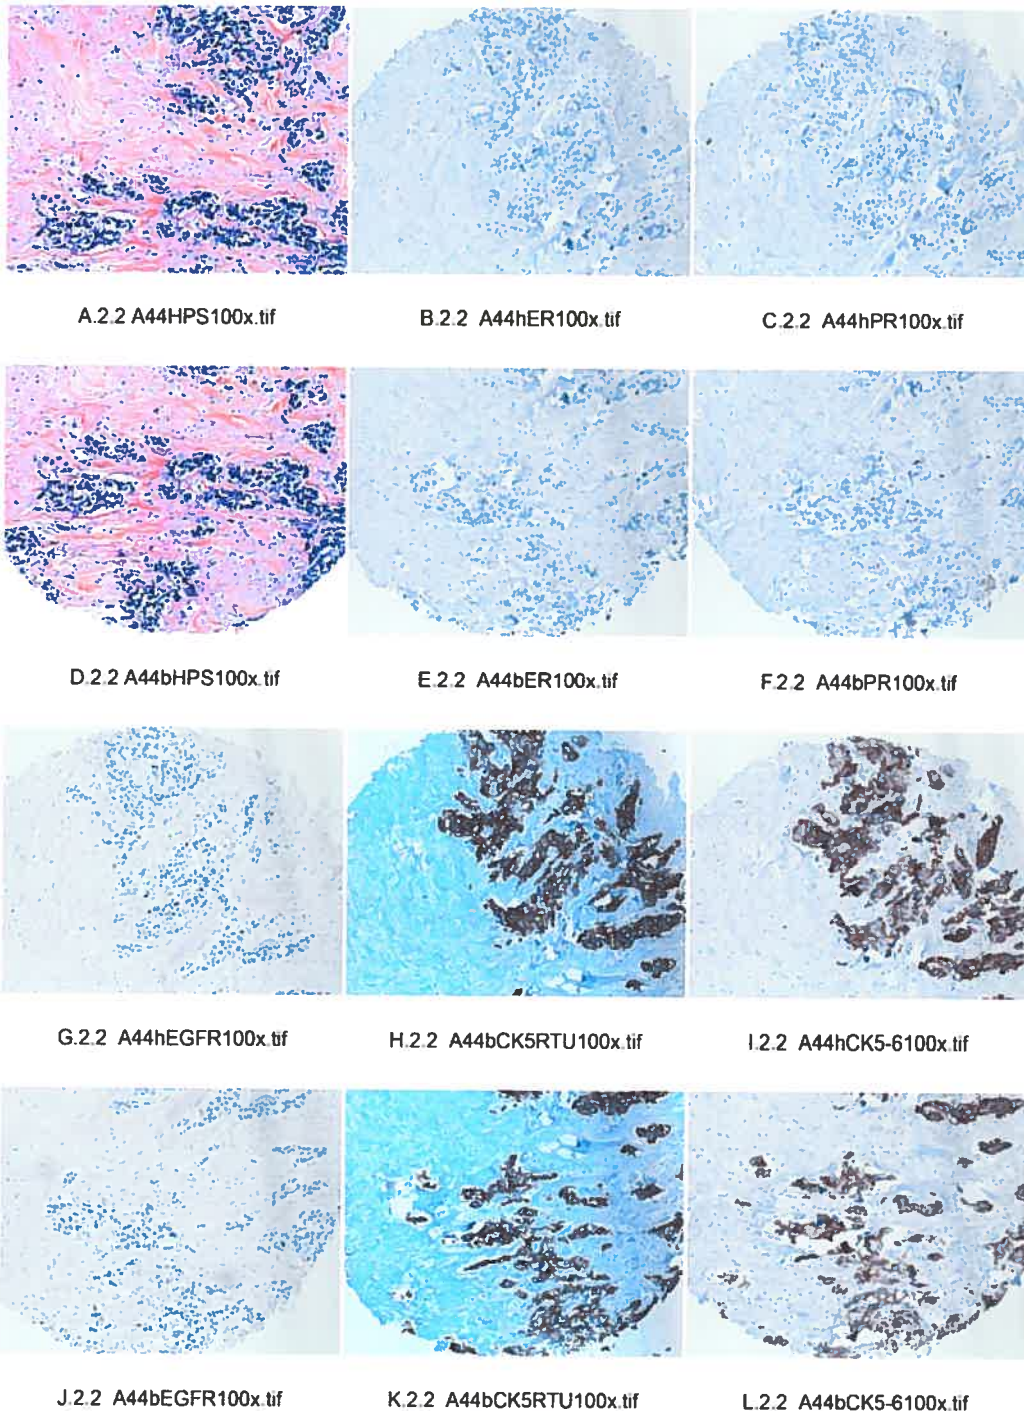 A.2.2 A44HPS100x.tif
B.2.2 A44hER100x.tif
C.2.2 A44hPR100x.tif
D.2.2 A44bHPS100x.tif
E.2.2 A44bER100x.tif
F.2.2 A44bPR100x.tif
G.2.2 A44hEGFR100x.tif
H.2.2 A44bCK5RTU100x.tif
I.2.2 A44hCK5-6100x.tif
J.2.2 A44bEGFR100x.tif
K.2.2 A44bCK5RTU100x.tif
L.2.2 A44bCK5-6100x.tif